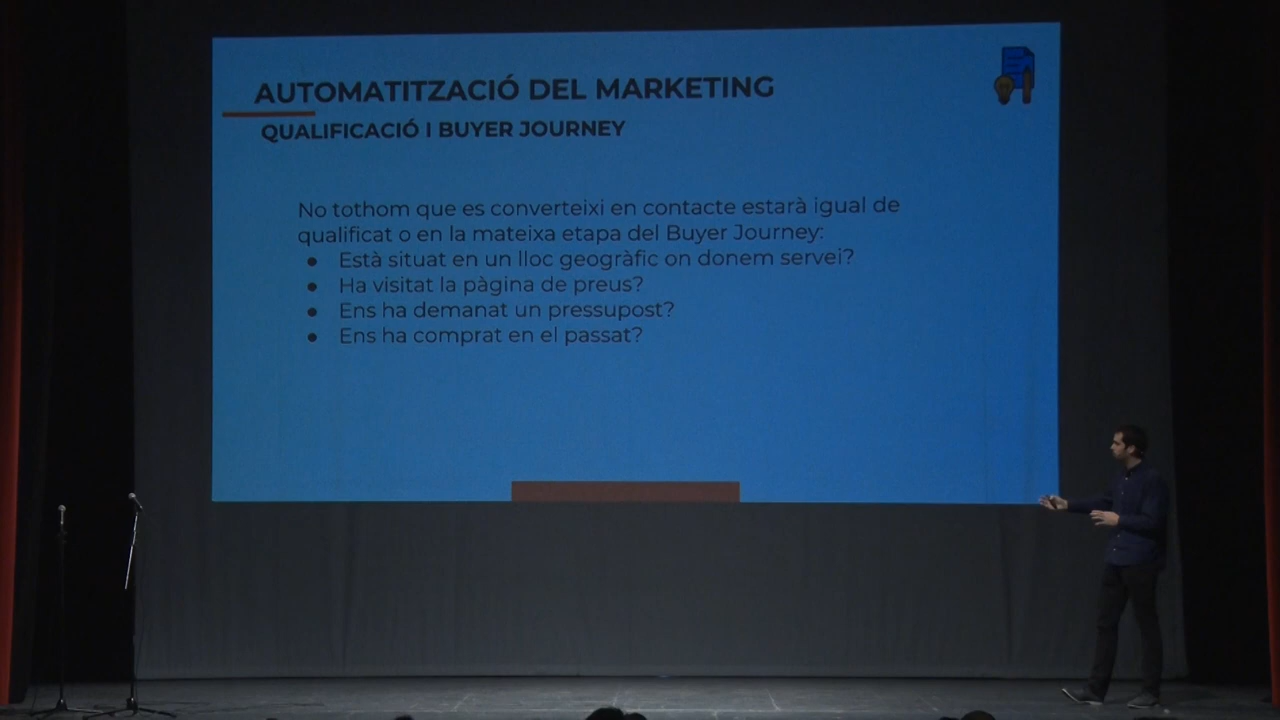 AUTOMATITZACIÓ DEL MARKETING
QUALIFICACIÓ I BUYER JOURNEY
No tothom que es converteixi en contacte estarà igual de
qualificat o en la mateixa etapa del Buyer Journey:
● Està situat en un lloc geogràfic on donem servei?
● Ha visitat la pàgina de preus?
● Ens ha demanat un pressupost?
● Ens ha comprat en el passat?